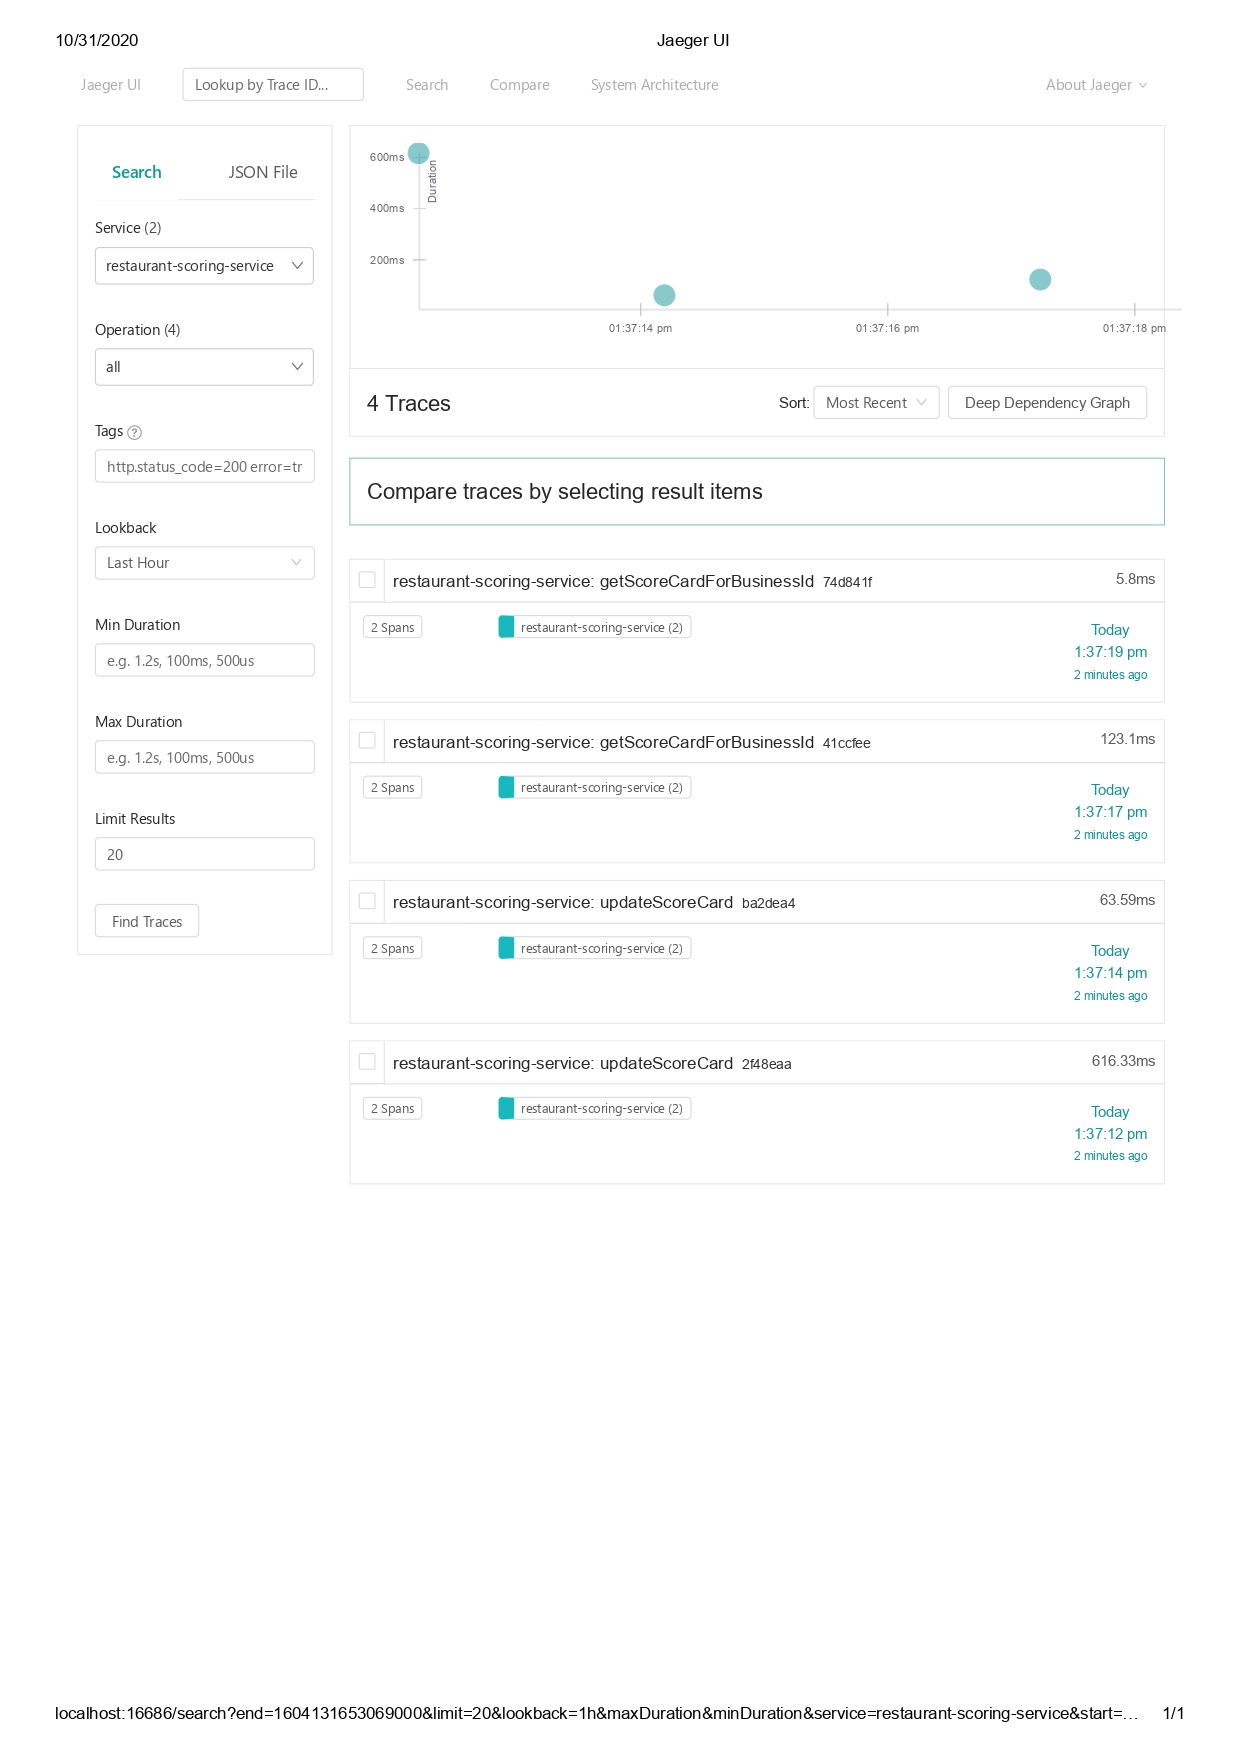 10/31/2020 Jaeger UI
Jaeger UI Lookup by Trace ID... Search Compare System Architecture About Jaeger
Search JSON File
Service (2)
restaurant-scoring-service
Operation (4)
all
Tags ?
http.status_code=200 error=tr
Lookback
Last Hour
Min Duration
e.g. 1.2s, 100ms, 500us
Max Duration
e.g. 1.2s, 100ms, 500us
Limit Results
20
Find Traces
600ms
400ms
200ms
Duration
01:37:14 pm 01:37:16 pm 01:37:18 pm
4 Traces Sort: Most Recent Deep Dependency Graph
Compare traces by selecting result items
restaurant-scoring-service: getScoreCardForBusinessId 74d841f 5.8ms
2 Spans restaurant-scoring-service (2) Today
1:37:19 pm
2 minutes ago
restaurant-scoring-service: getScoreCardForBusinessId 41ccfee 123.1ms
2 Spans restaurant-scoring-service (2) Today
1:37:17 pm
2 minutes ago
restaurant-scoring-service: updateScoreCard ba2dea4 63.59ms
2 Spans restaurant-scoring-service (2) Today
1:37:14 pm
2 minutes ago
restaurant-scoring-service: updateScoreCard 2f48eaa 616.33ms
2 Spans restaurant-scoring-service (2) Today
1:37:12 pm
2 minutes ago
localhost:16686/search?end=1604131653069000&limit=20&lookback=1h&maxDuration&minDuration&service=restaurant-scoring-service&start=… 1/1